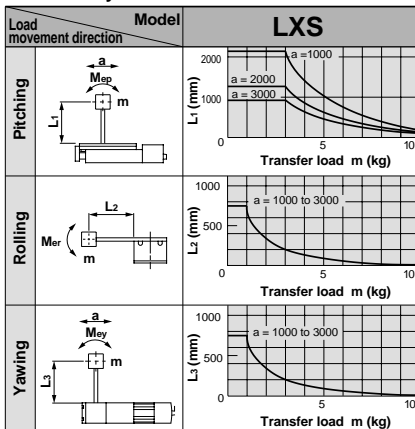 Model
Load
movement direction
LXS
Pitching
a
Mep
m
L1
2000
1000
0
L1 (mm)
a =1000
a = 2000
a = 3000
5
10
Transfer load m (kg)
Rolling
L2
Mer
m
1000
500
0
L2 (mm)
a = 1000 to 3000
5
10
Transfer load m (kg)
Yawing
a
Mey
m
L3
1000
500
0
L3 (mm)
a = 1000 to 3000
5
10
Transfer load m (kg)